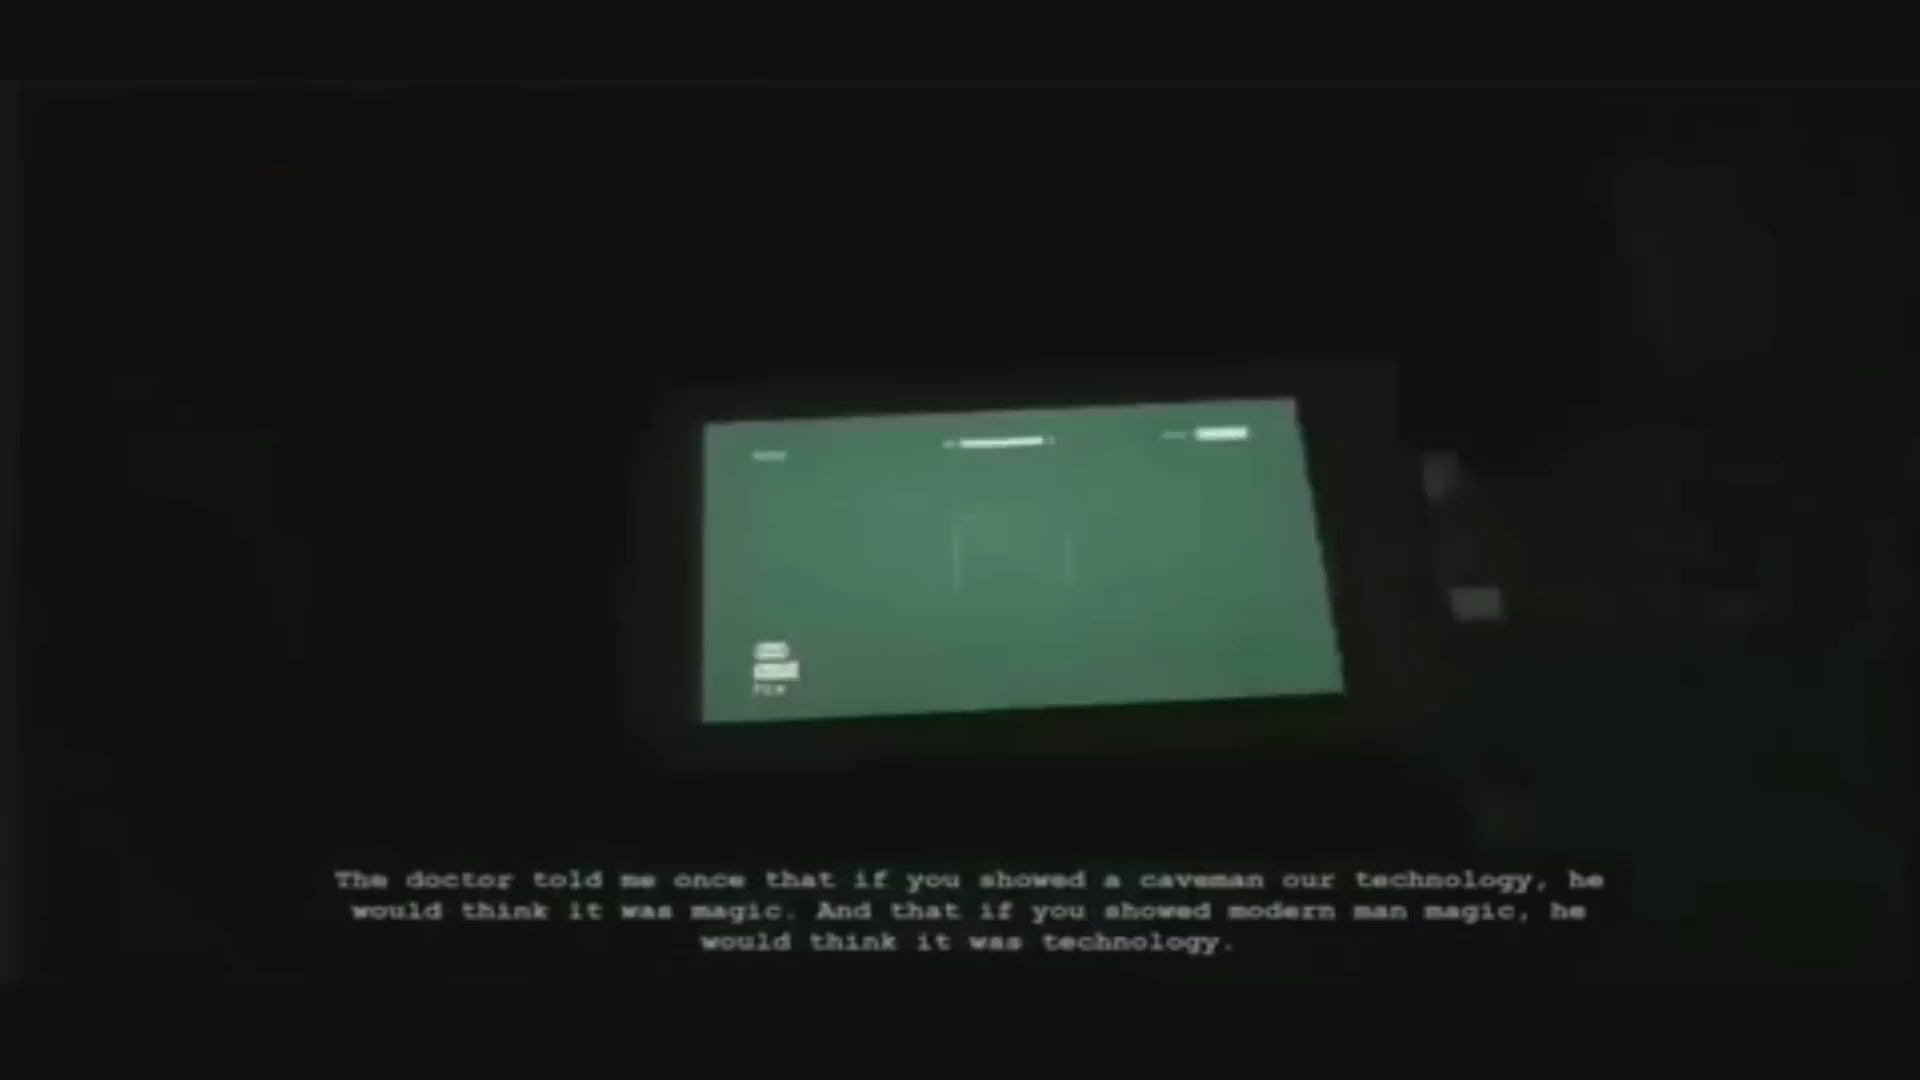 The doctor told me once that if you showed a caveman our technology, he
would think it was magic. And that if you showed modern man magic, he
would think it was technology.